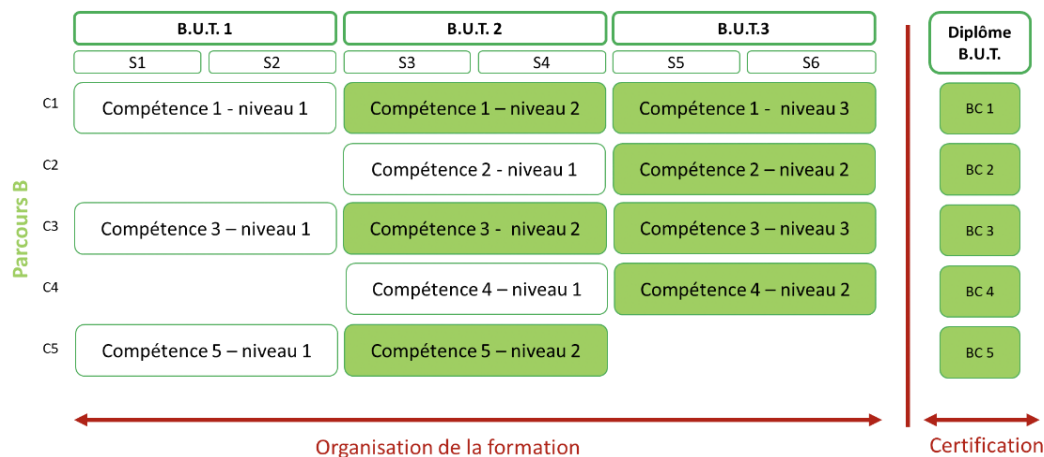 B.U.T. 1
B.U.T. 2
B.U.T.3
Diplôme
B.U.T.
S1
S2
S3
S4
S5
S6
Parcours B
C1
Compétence 1 - niveau 1
Compétence 1 – niveau 2
Compétence 1 - niveau 3
BC 1
C2
Compétence 2 - niveau 1
Compétence 2 – niveau 2
BC 2
C3
Compétence 3 – niveau 1
Compétence 3 - niveau 2
Compétence 3 – niveau 3
BC 3
C4
Compétence 4 – niveau 1
Compétence 4 – niveau 2
BC 4
C5
Compétence 5 – niveau 1
Compétence 5 – niveau 2
BC 5
Organisation de la formation
Certification